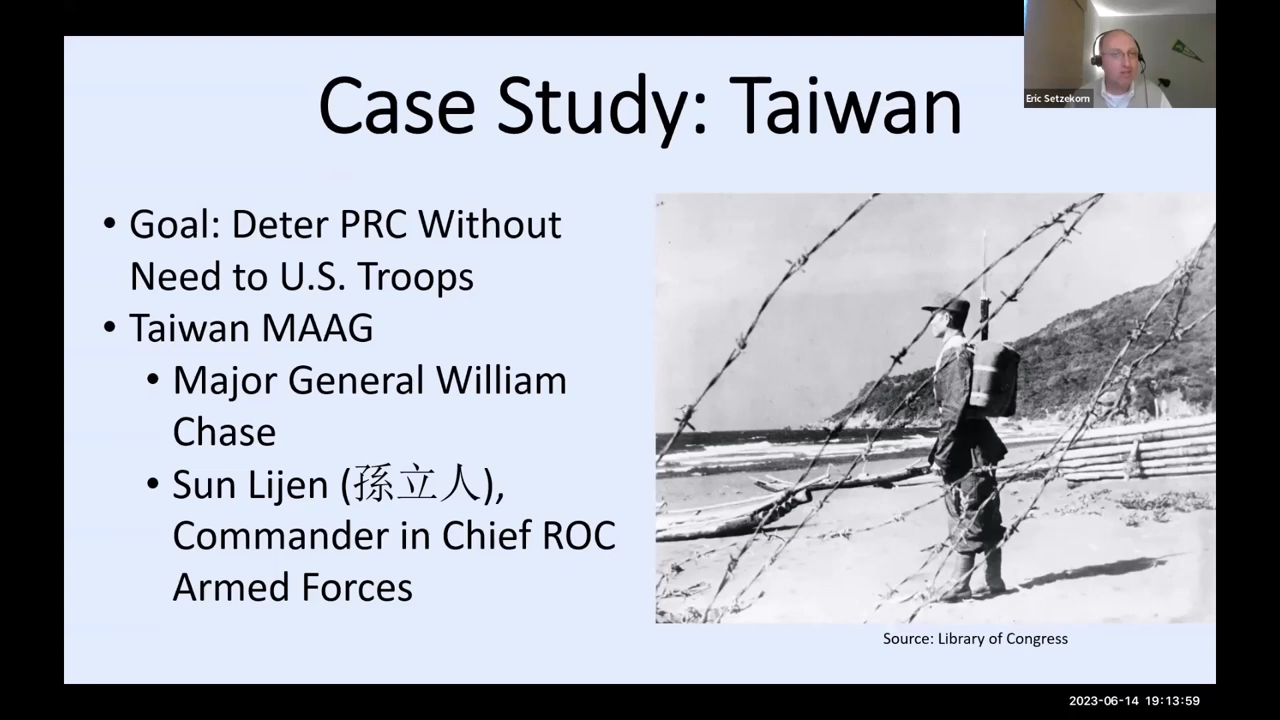 Case Study: Taiwan
Eric Setzekorn
• Goal: Deter PRC Without
Need to U.S. Troops
• Taiwan MAAG
• Major General William
Chase
• Sun Lijen (孫立人),
Commander in Chief ROC
Armed Forces
Source: Library of Congress
2023-06-14 19:13:59